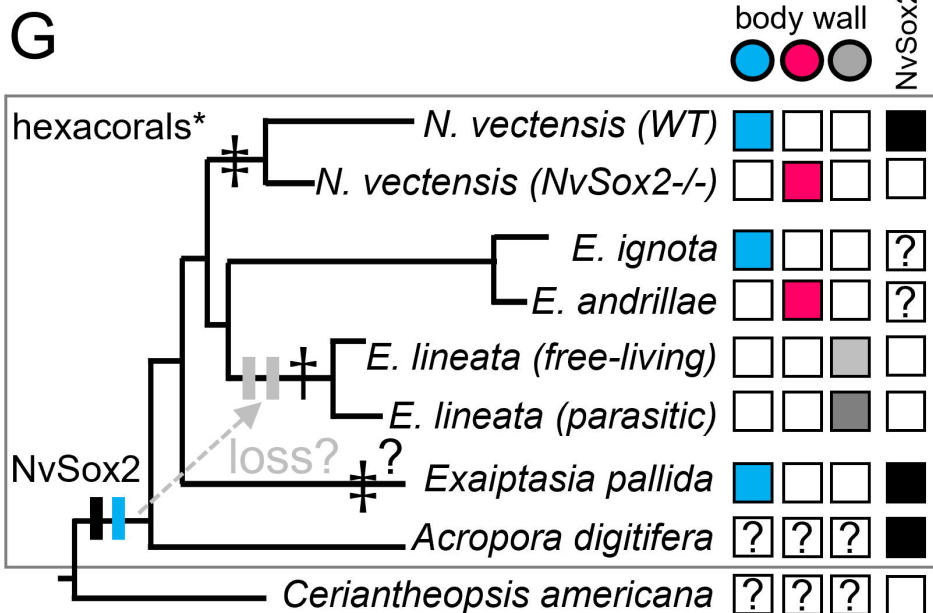 G
body wall
NvSox2
hexacorals*
N. vectensis (WT)
N. vectensis (NvSox2-/-)
E. ignota
?
E. andrillae
?
E. lineata (free-living)
E. lineata (parasitic)
loss?
?
NvSox2
Exaiptasia pallida
Acropora digitifera
? ? ?
Ceriantheopsis americana
? ? ?